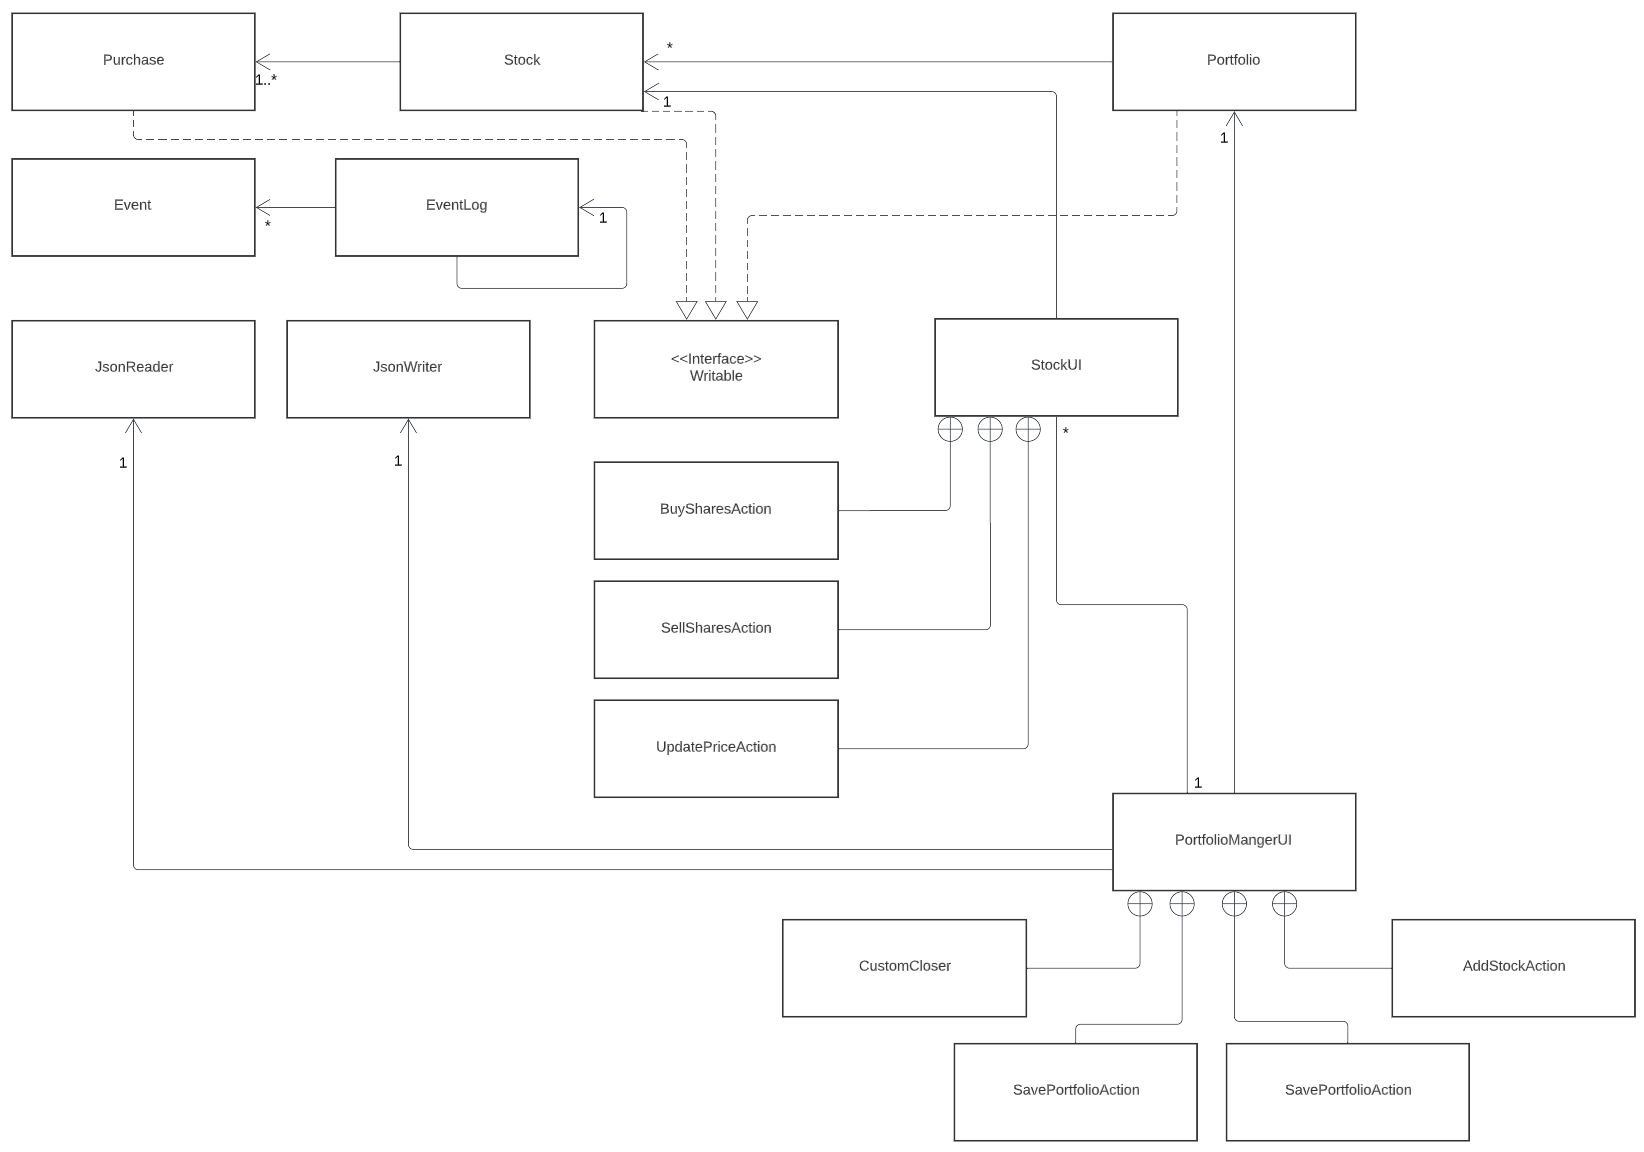 Purchase
Stock
Portfolio
*
1..*
1
1
Event
EventLog
*
1
JsonReader
JsonWriter
<<Interface>>
Writable
StockUI
*
1
1
BuySharesAction
SellSharesAction
UpdatePriceAction
1
PortfolioMangerUI
CustomCloser
AddStockAction
SavePortfolioAction
SavePortfolioAction